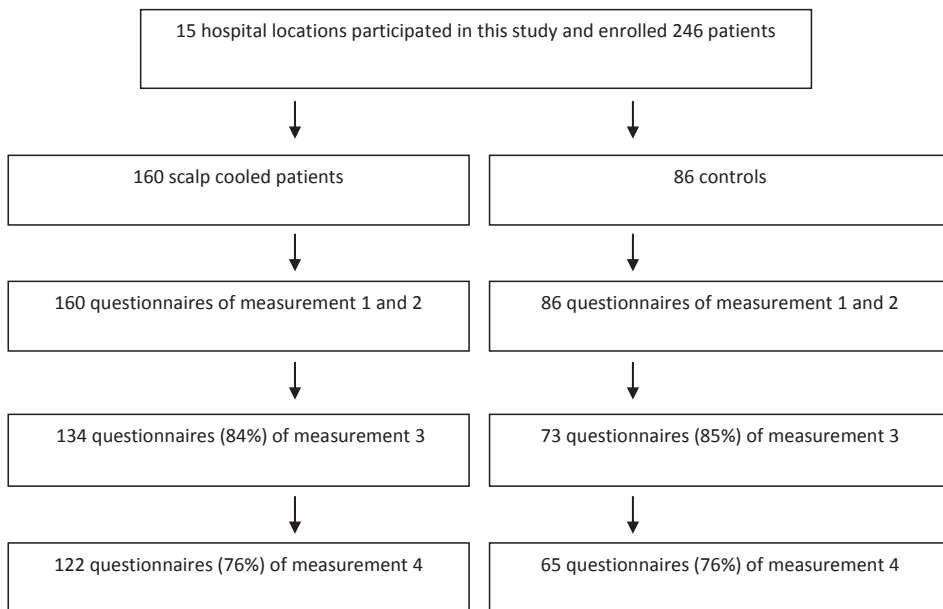 15 hospital locations participated in this study and enrolled 246 patients
160 scalp cooled patients
86 controls
160 questionnaires of measurement 1 and 2
86 questionnaires of measurement 1 and 2
134 questionnaires (84%) of measurement 3
73 questionnaires (85%) of measurement 3
122 questionnaires (76%) of measurement 4
65 questionnaires (76%) of measurement 4